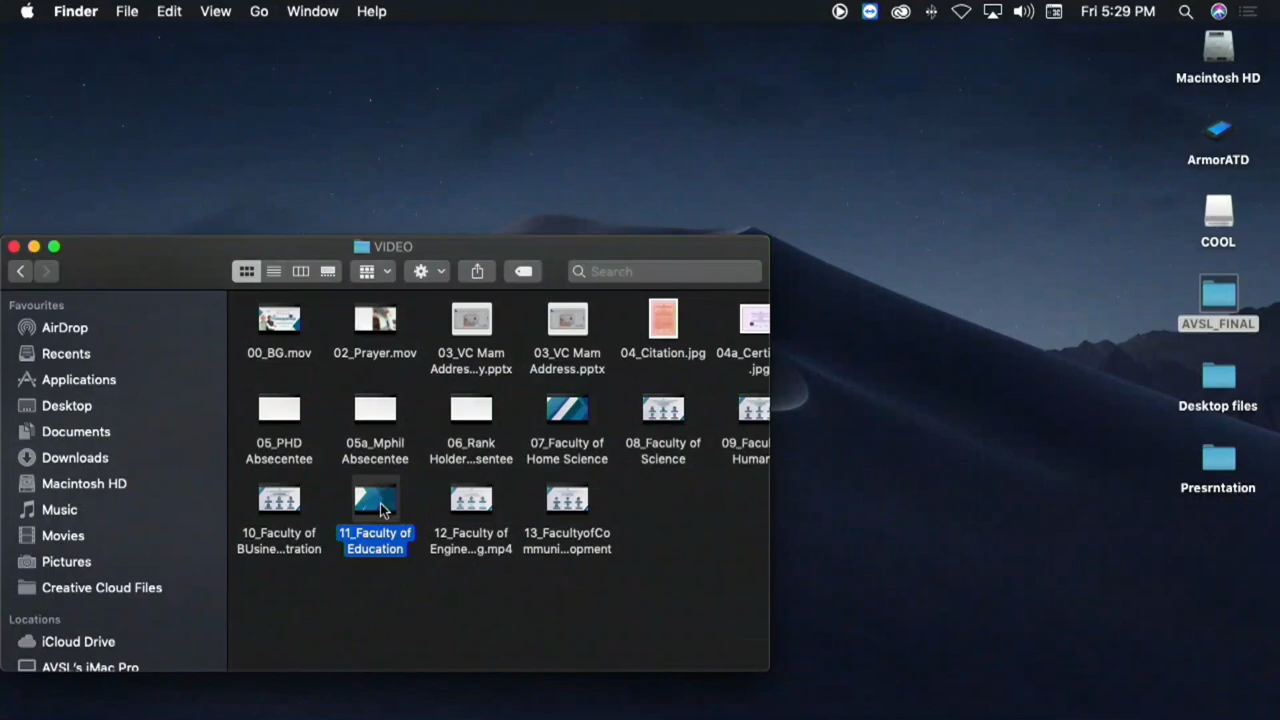 Finder File Edit View Go Window Help Fri 5:29 PM
Macintosh HD
ArmorATD
COOL
AVSL_FINAL
Desktop files
Presrntation
VIDEO
Search
Favourites
AirDrop
Recents
Applications
Desktop
Documents
Downloads
Macintosh HD
Music
Movies
Pictures
Creative Cloud Files
Locations
iCloud Drive
AVSL's iMac Pro
00_BG.mov
02_Prayer.mov
03_VC Mam
Addres...y.pptx
03_VC Mam
Address.pptx
04_Citation.jpg
04a_Certi
.jpg
05_PHD
Absecentee
05a_Mphil
Absecentee
06_Rank
Holder...sentee
07_Faculty of
Home Science
08_Faculty of
Science
09_Facul
Human
10_Faculty of
BUsine...tration
11_Faculty of
Education
12_Faculty of
Engine...g.mp4
13_FacultyofCo
mmuni...opment